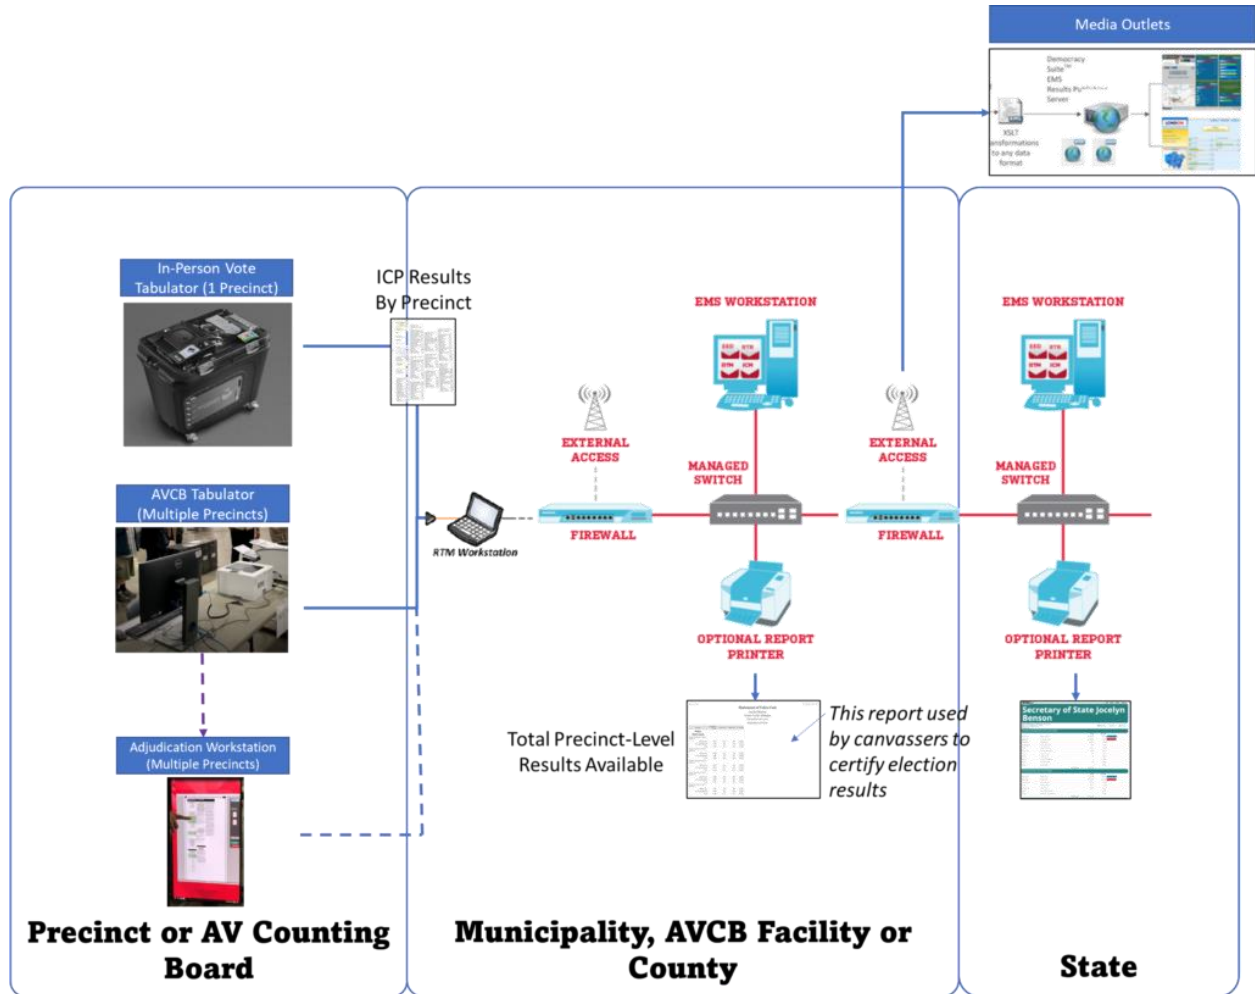 Media Outlets
Democracy
Suite™
EMS
Results
Server
XSLT
to any data
format
In-Person Vote
Tabulator (1 Precinct)
ICP Results
By Precinct
EMS WORKSTATION
EMS WORKSTATION
EXTERNAL
ACCESS
EXTERNAL
ACCESS
MANAGED
SWITCH
MANAGED
SWITCH
AVCB Tabulator
(Multiple Precincts)
RTM Workstation
FIREWALL
FIREWALL
OPTIONAL REPORT
PRINTER
OPTIONAL REPORT
PRINTER
Adjudication Workstation
(Multiple Precincts)
Total Precinct-Level
Results Available
This report used
by canvassers to
certify election
results
Secretary of State Jocelyn
Benson
Precinct or AV Counting
Board
Municipality, AVCB Facility or
County
State